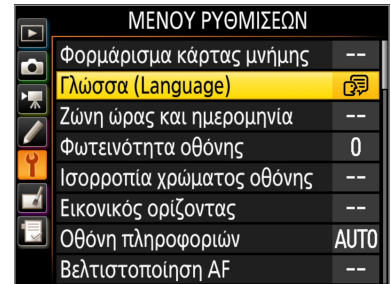 ΜΕΝΟΥ ΡΥΘΜΙΣΕΩΝ
Φορμάρισμα κάρτας μνήμης --
Γλώσσα (Language)
Ζώνη ώρας και ημερομηνία --
Φωτεινότητα οθόνης 0
Ισορροπία χρώματος οθόνης --
Εικονικός ορίζοντας --
Οθόνη πληροφοριών AUTO
Βελτιστοποίηση AF --